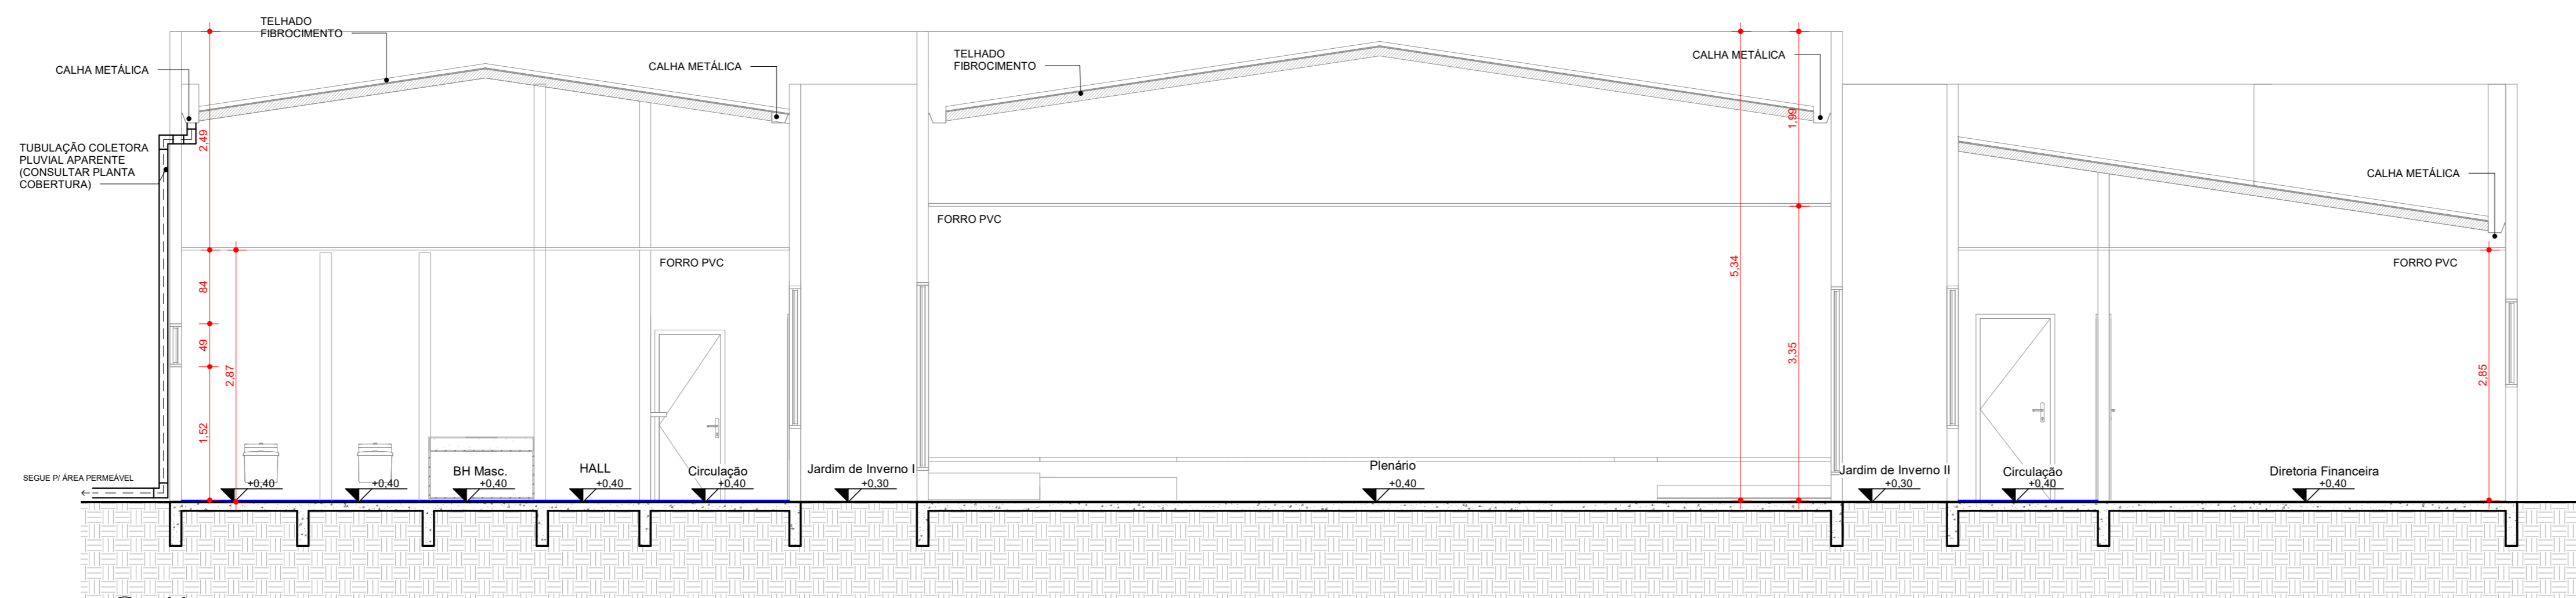 TELHADO
FIBROCIMENTO
CALHA METÁLICA
CALHA METÁLICA
TELHADO
FIBROCIMENTO
CALHA METÁLICA
TUBULAÇÃO COLETORA
PLUVIAL APARENTE
(CONSULTAR PLANTA
COBERTURA)
2,49
1,99
CALHA METÁLICA
FORRO PVC
FORRO PVC
FORRO PVC
84
49
2,87
1,52
5,34
3,35
2,85
SEGUE P/ ÁREA PERMEÁVEL
+0,40
+0,40
BH Masc.
+0,40
HALL
+0,40
Circulação
+0,40
Jardim de Inverno I
+0,30
Plenário
+0,40
Jardim de Inverno II
+0,30
Circulação
+0,40
Diretoria Financeira
+0,40